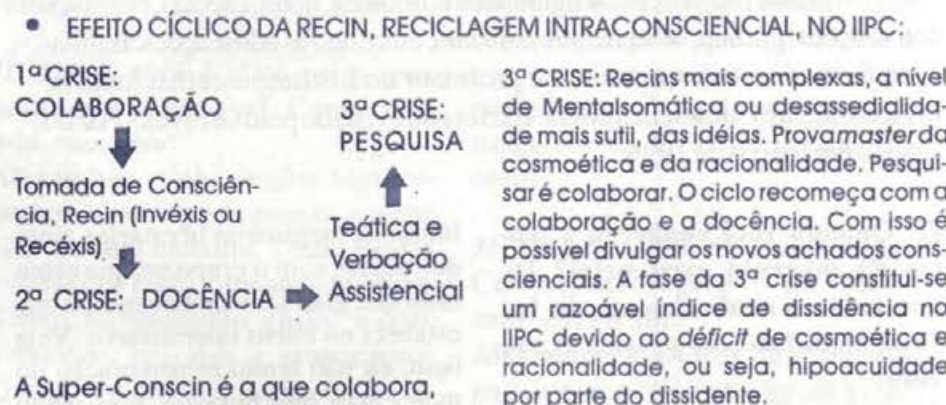 • EFEITO CÍCLICO DA RECIN, RECICLAGEM INTRACONSCIENCIAL, NO IIPC:
1ª CRISE:
COLABORAÇÃO
Tomada de Consciên-
cia, Recin (Invéxis ou
Recéxis)
2ª CRISE: DOCÊNCIA
Teática e
Verbação
Assistencial
3ª CRISE:
PESQUISA
A Super-Conscin é a que colabora,
3ª CRISE: Recins mais complexas, a nível
de Mentalsomática ou desassedialida-
de mais sutil, das idéias. Prova master da
cosmoética e da racionalidade. Pesqui-
sar é colaborar. O ciclo recomeça com a
colaboração e a docência. Com isso é
possível divulgar os novos achados cons-
cienciais. A fase da 3ª crise constitui-se
um razoável índice de dissidência no
IIPC devido ao déficit de cosmoética e
racionalidade, ou seja, hipoacuidade
por parte do dissidente.